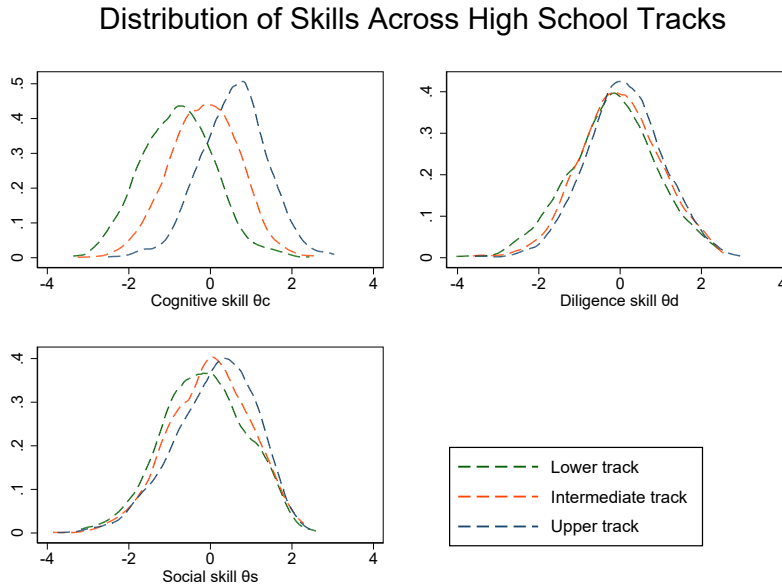 Distribution of Skills Across High School Tracks
.5
.4
.3
.2
.1
0
-4 -2 0 2 4
Cognitive skill θc
.4
.3
.2
.1
0
-4 -2 0 2 4
Diligence skill θd
.4
.3
.2
.1
0
-4 -2 0 2 4
Social skill θs
Lower track
Intermediate track
Upper track